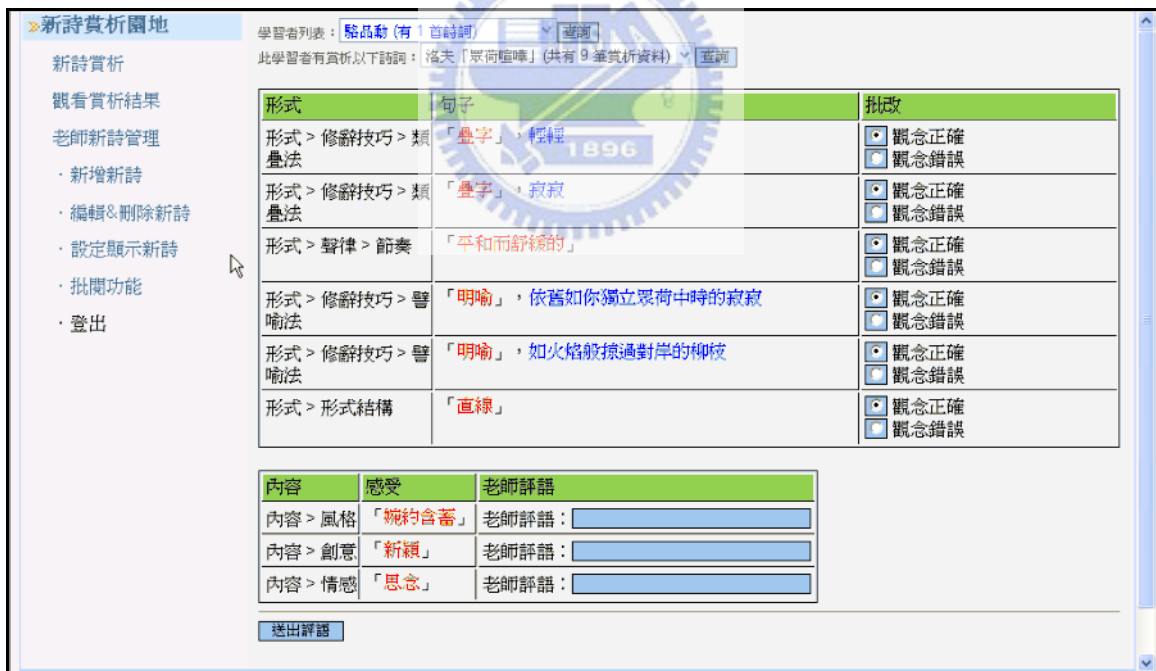 »新詩賞析園地
新詩賞析
觀看賞析結果
老師新詩管理
· 新增新詩
· 編輯&刪除新詩
· 設定顯示新詩
· 批閱功能
· 登出
學習者列表： 駱品動 (有 1 首詩詞) 查詢
此學習者有賞析以下詩詞： 洛夫「眾荷喧嘩」(共有 9 筆賞析資料) 查詢
形式 句子 批改
形式 > 修辭技巧 > 類疊法 「疊字」，輕輕 觀念正確
觀念錯誤
形式 > 修辭技巧 > 類疊法 「疊字」，寂寂 觀念正確
觀念錯誤
形式 > 聲律 > 節奏 「平和而舒緩的」 觀念正確
觀念錯誤
形式 > 修辭技巧 > 譬喻法 「明喻」，依舊如你獨立眾荷中時的寂寂 觀念正確
觀念錯誤
形式 > 修辭技巧 > 譬喻法 「明喻」，如火焰般掠過對岸的柳枝 觀念正確
觀念錯誤
形式 > 形式結構 「直線」 觀念正確
觀念錯誤
內容 感受 老師評語
內容 > 風格 「婉約含蓄」 老師評語：
內容 > 創意 「新穎」 老師評語：
內容 > 情感 「思念」 老師評語：
送出評語
1896